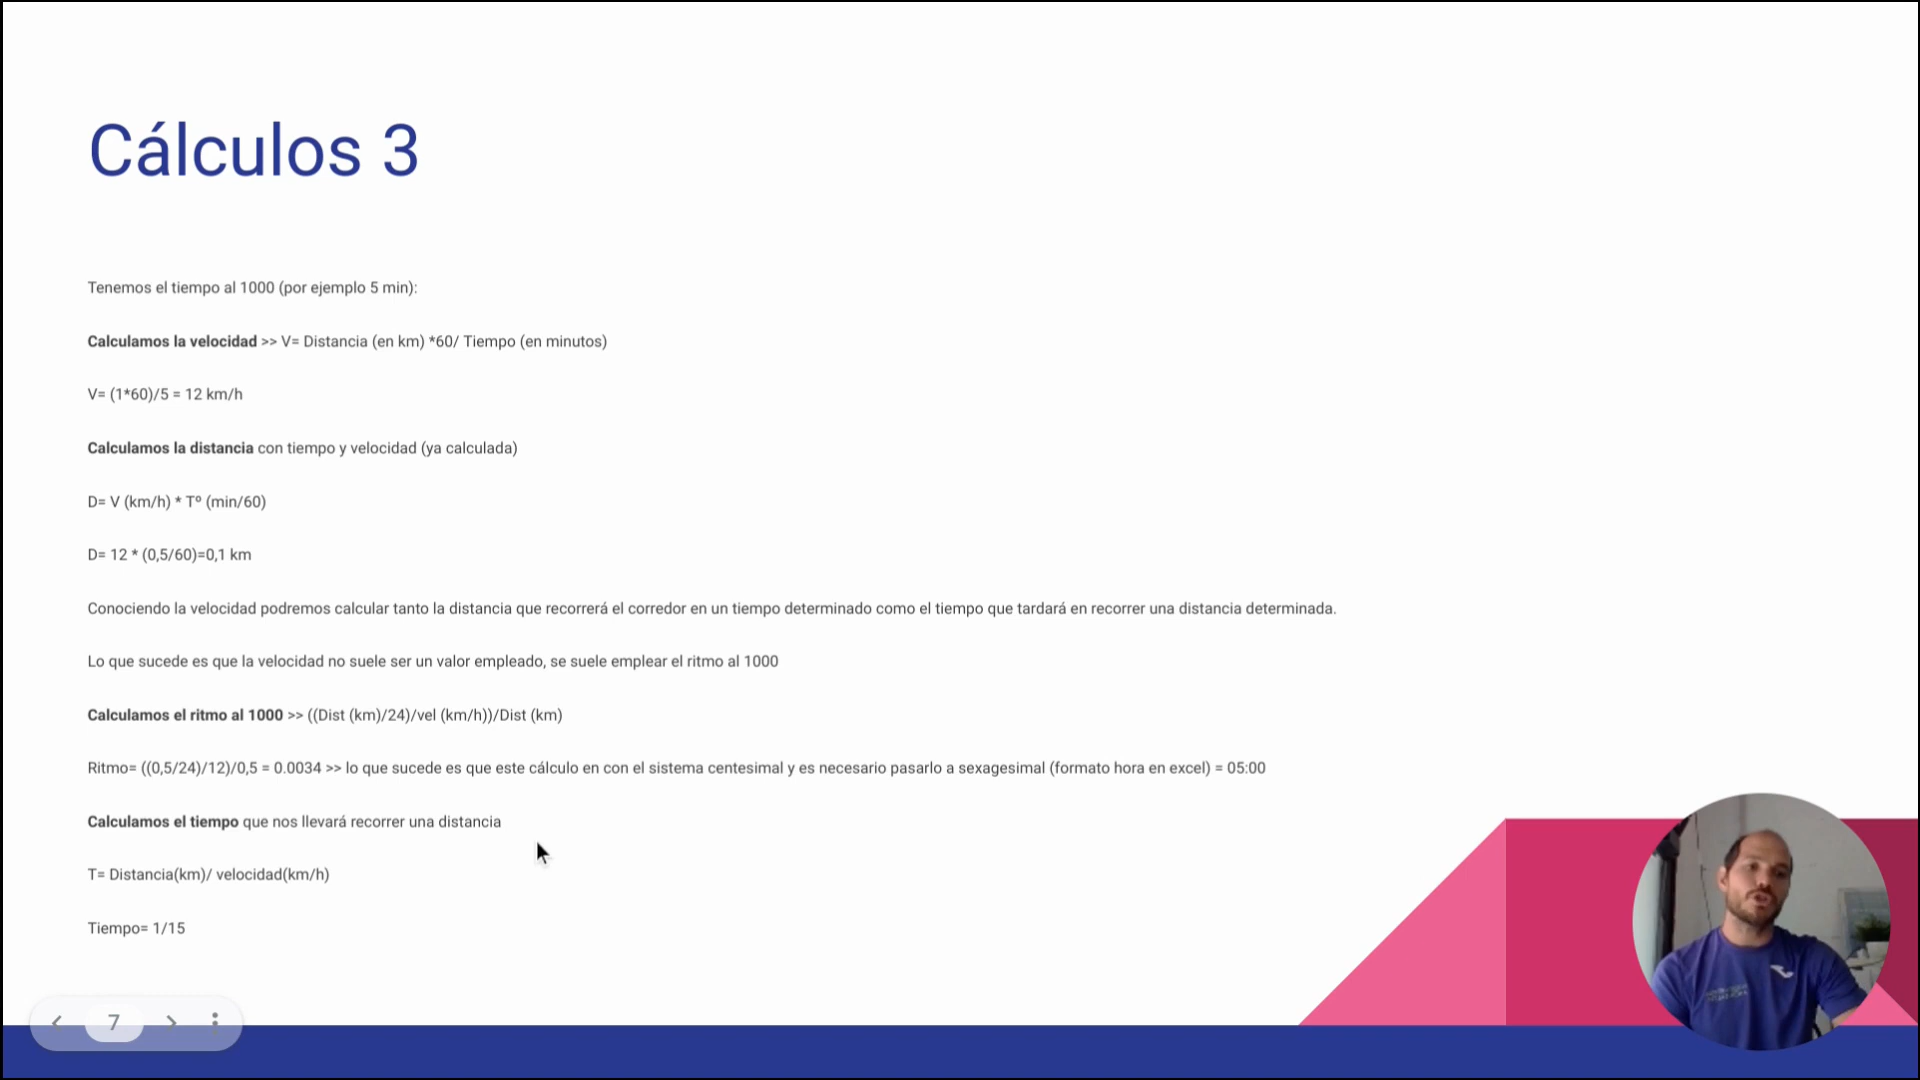 Cálculos 3
Tenemos el tiempo al 1000 (por ejemplo 5 min):
Calculamos la velocidad >> V= Distancia (en km) *60/ Tiempo (en minutos)
V= (1*60)/5 = 12 km/h
Calculamos la distancia con tiempo y velocidad (ya calculada)
D= V (km/h) * Tº (min/60)
D= 12 * (0,5/60)=0,1 km
Conociendo la velocidad podremos calcular tanto la distancia que recorrerá el corredor en un tiempo determinado como el tiempo que tardará en recorrer una distancia determinada.
Lo que sucede es que la velocidad no suele ser un valor empleado, se suele emplear el ritmo al 1000
Calculamos el ritmo al 1000 >> ((Dist (km)/24)/vel (km/h))/Dist (km)
Ritmo= ((0,5/24)/12)/0,5 = 0.0034 >> lo que sucede es que este cálculo en con el sistema centesimal y es necesario pasarlo a sexagesimal (formato hora en excel) = 05:00
Calculamos el tiempo que nos llevará recorrer una distancia
T= Distancia(km)/ velocidad(km/h)
Tiempo= 1/15
7